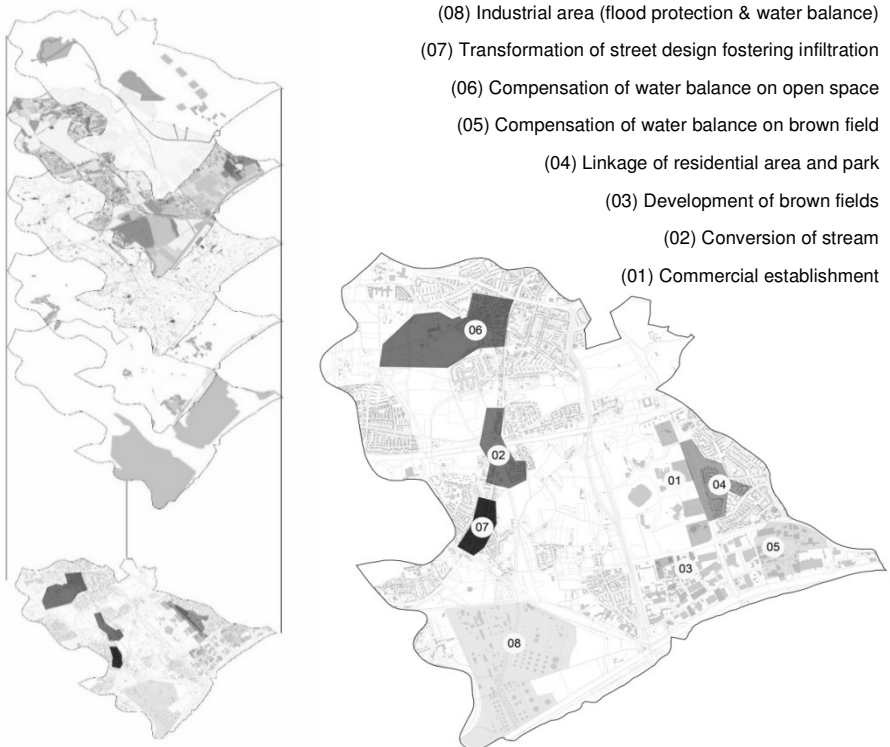 (08) Industrial area (flood protection & water balance)
(07) Transformation of street design fostering infiltration
(06) Compensation of water balance on open space
(05) Compensation of water balance on brown field
(04) Linkage of residential area and park
(03) Development of brown fields
(02) Conversion of stream
(01) Commercial establishment
06
02
01
04
07
05
03
08